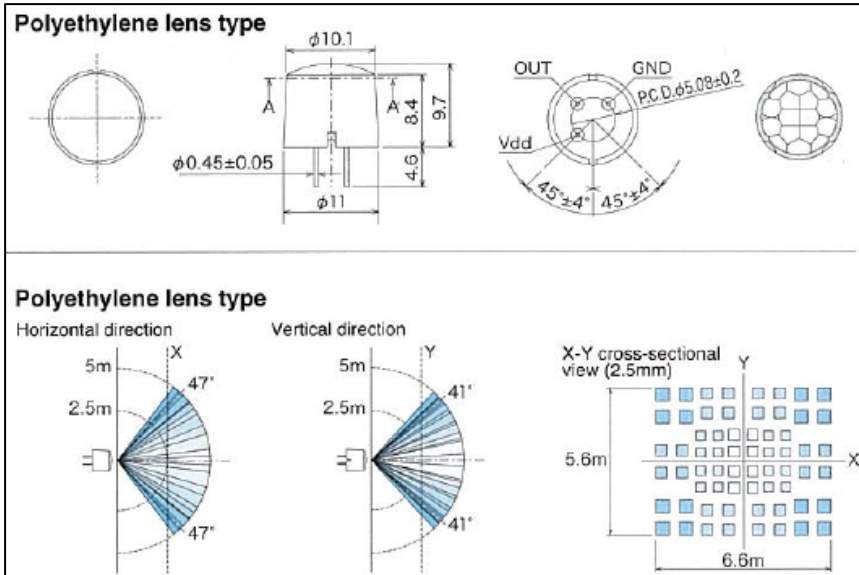 Polyethylene lens type
ϕ10.1
A
A
8.4
9.7
ϕ0.45±0.05
4.6
ϕ11
OUT
GND
P.C.D.ϕ5.08±0.2
Vdd
45°±4°
45°±4°
Polyethylene lens type
Horizontal direction
X
5m
47°
2.5m
47°
Vertical direction
Y
5m
41°
2.5m
41°
X-Y cross-sectional
view (2.5mm)
Y
5.6m
X
6.6m